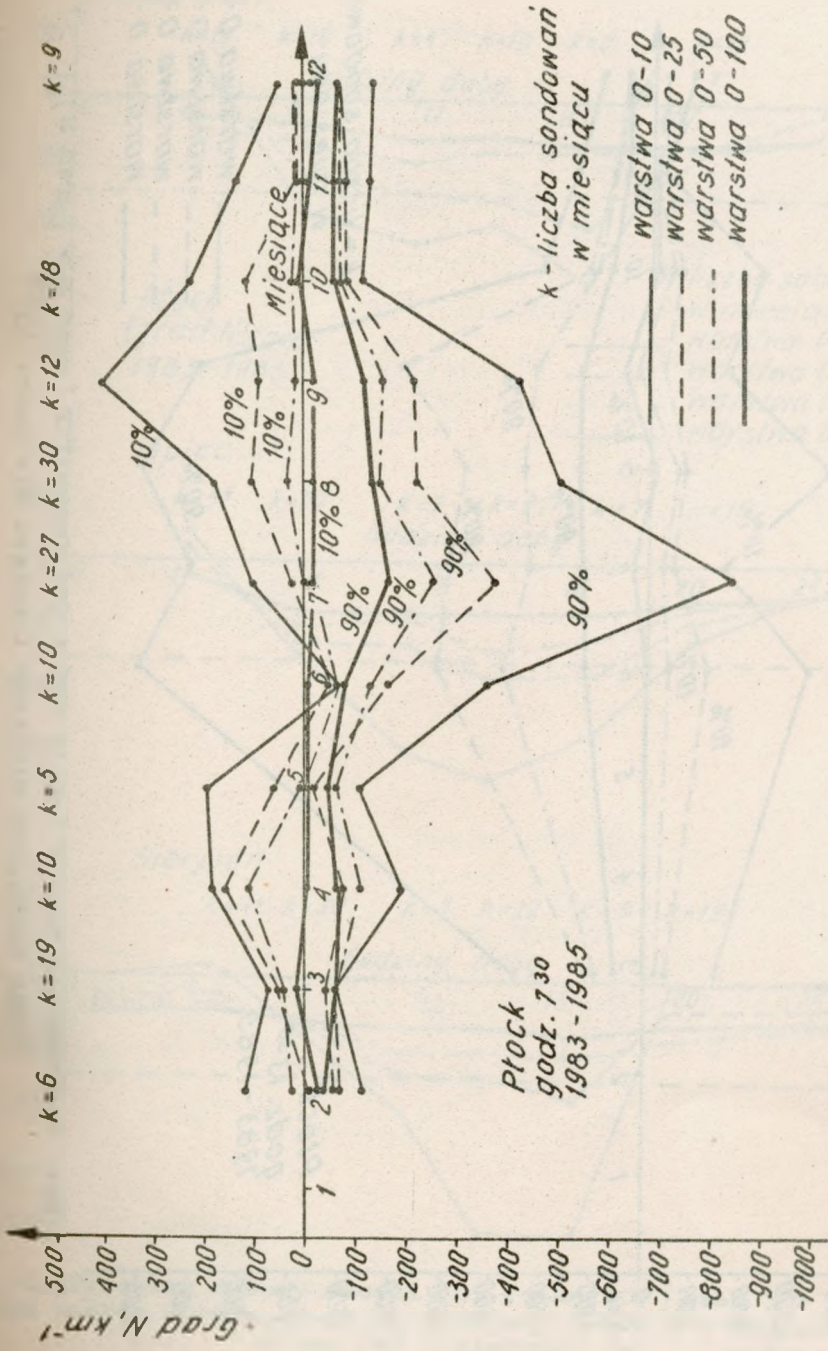 Grad N, km⁻¹
k=6 k=19 k=10 k=5 k=10 k=27 k=30 k=12 k=18 k=9
500
400
300
200
100
0
-100
-200
-300
-400
-500
-600
-700
-800
-900
-1000
1 2 3 4 5 6 7 8 9 10 11 12
Miesiące
10%
10%
10%
10%
90%
90%
90%
90%
Płock
godz. 7³⁰
1983-1985
k - liczba sondowań
w miesiącu
warstwa 0-10
warstwa 0-25
warstwa 0-50
warstwa 0-100